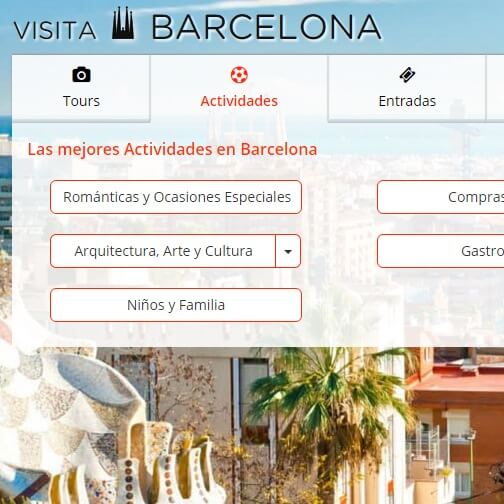 VISITA BARCELONA
Tours Actividades Entradas
Las mejores Actividades en Barcelona
Románticas y Ocasiones Especiales Compras
Arquitectura, Arte y Cultura Gastro
Niños y Familia